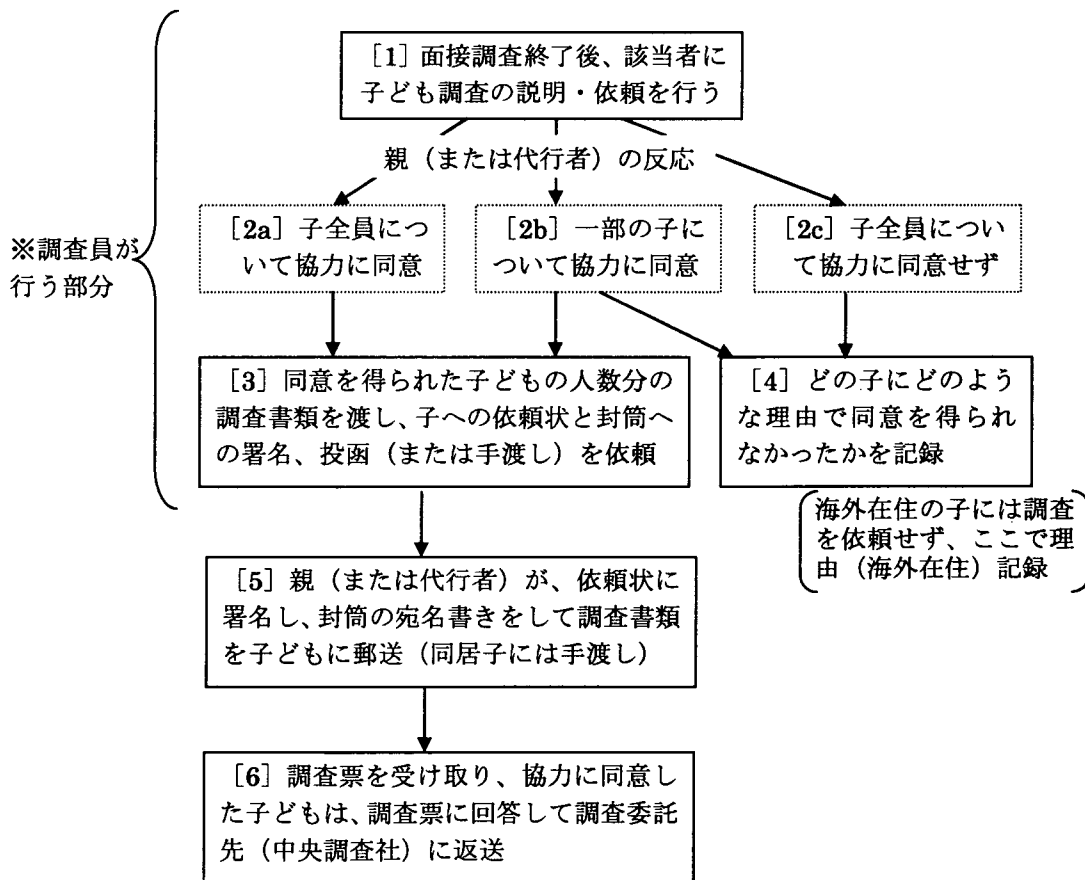 [1] 面接調査終了後、該当者に
子ども調査の説明・依頼を行う
親(または代行者)の反応
※調査員が
行う部分
[2a] 子全員につ
いて協力に同意
[2b] 一部の子に
ついて協力に同意
[2c] 子全員につい
て協力に同意せず
[3] 同意を得られた子どもの人数分の
調査書類を渡し、子への依頼状と封筒へ
の署名、投函(または手渡し)を依頼
[4] どの子にどのよう
な理由で同意を得られ
なかったかを記録
海外在住の子には調査
を依頼せず、ここで理
由(海外在住)記録
[5] 親(または代行者)が、依頼状に
署名し、封筒の宛名書きをして調査書類
を子どもに郵送(同居子には手渡し)
[6] 調査票を受け取り、協力に同意し
た子どもは、調査票に回答して調査委託
先(中央調査社)に返送